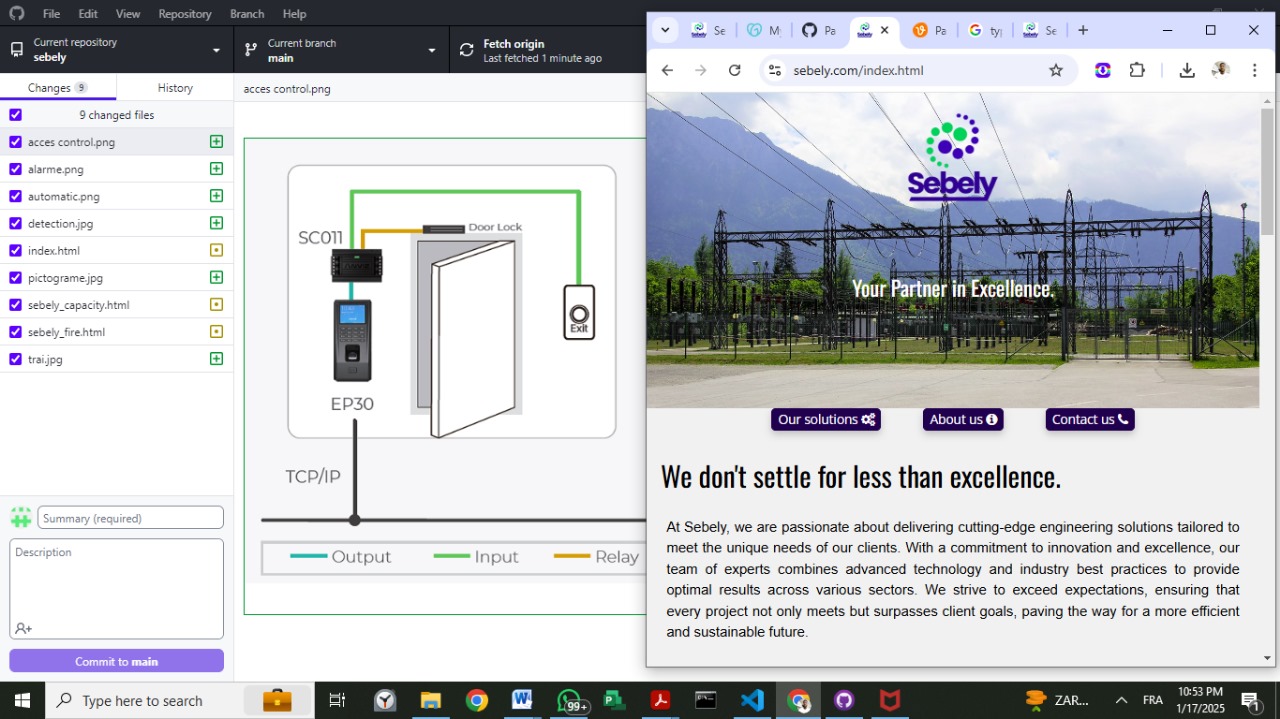 File Edit View Repository Branch Help
Current repository
sebely
Current branch
main
Fetch origin
Last fetched 1 minute ago
Changes 9
History
9 changed files
acces control.png
alarme.png
automatic.png
detection.jpg
index.html
pictograme.jpg
sebely_capacity.html
sebely_fire.html
trai.jpg
Summary (required)
Description
Commit to main
acces control.png
SC011
Door Lock
Exit
EP30
TCP/IP
Output
Input
Relay
Se
My
Pa
Pa
typ
Se
sebely.com/index.html
Sebely
Your Partner in Excellence.
Our solutions
About us
Contact us
We don't settle for less than excellence.
At Sebely, we are passionate about delivering cutting-edge engineering solutions tailored to
meet the unique needs of our clients. With a commitment to innovation and excellence, our
team of experts combines advanced technology and industry best practices to provide
optimal results across various sectors. We strive to exceed expectations, ensuring that
every project not only meets but surpasses client goals, paving the way for a more efficient
and sustainable future.
Type here to search
99+
ZAR...
FRA
10:53 PM
1/17/2025
1